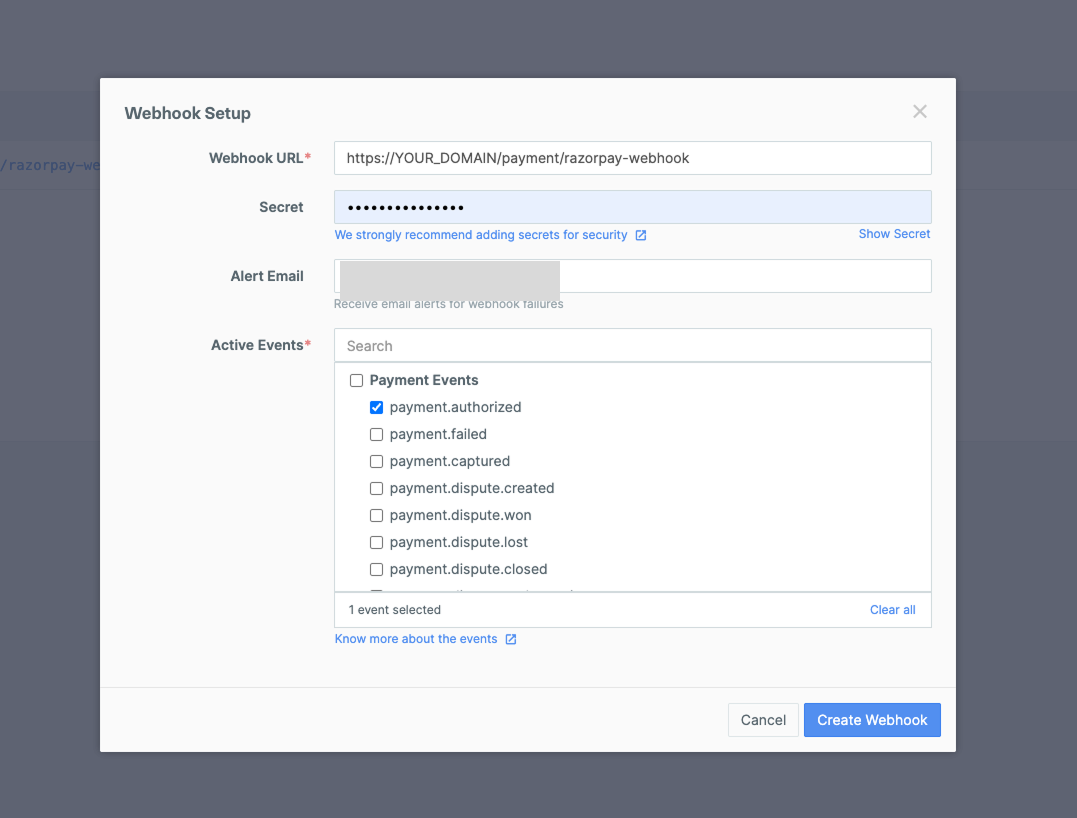 Webhook Setup
/razorpay-we
Webhook URL*
https://YOUR_DOMAIN/payment/razorpay-webhook
Secret
•••••••••••••••
We strongly recommend adding secrets for security
Show Secret
Alert Email
Receive email alerts for webhook failures
Active Events*
Search
Payment Events
payment.authorized
payment.failed
payment.captured
payment.dispute.created
payment.dispute.won
payment.dispute.lost
payment.dispute.closed
1 event selected
Clear all
Know more about the events
Cancel
Create Webhook